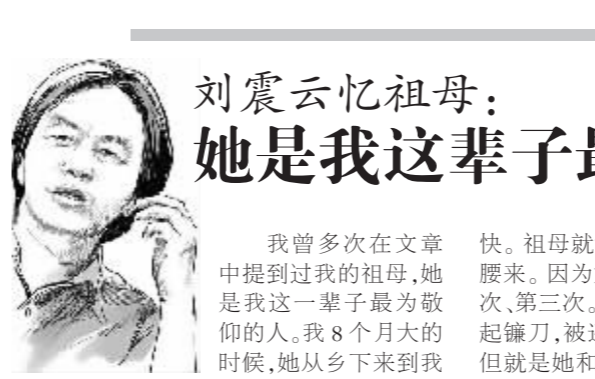 刘震云忆祖母：
她是我这辈子最
我曾多次在文章
中提到过我的祖母,她
是我这一辈子最为敬
仰的人。我8个月大的
时候,她从乡下来到我
快。祖母就
腰来。因为
次、第三次。
起镰刀,被
但就是她和